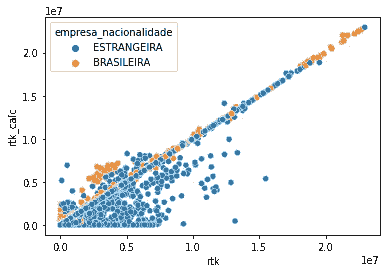 1e7
empresa_nacionalidade
ESTRANGEIRA
BRASILEIRA
2.0
1.5
1.0
0.5
0.0
rtk_calc
0.0 0.5 1.0 1.5 2.0
rtk
1e7